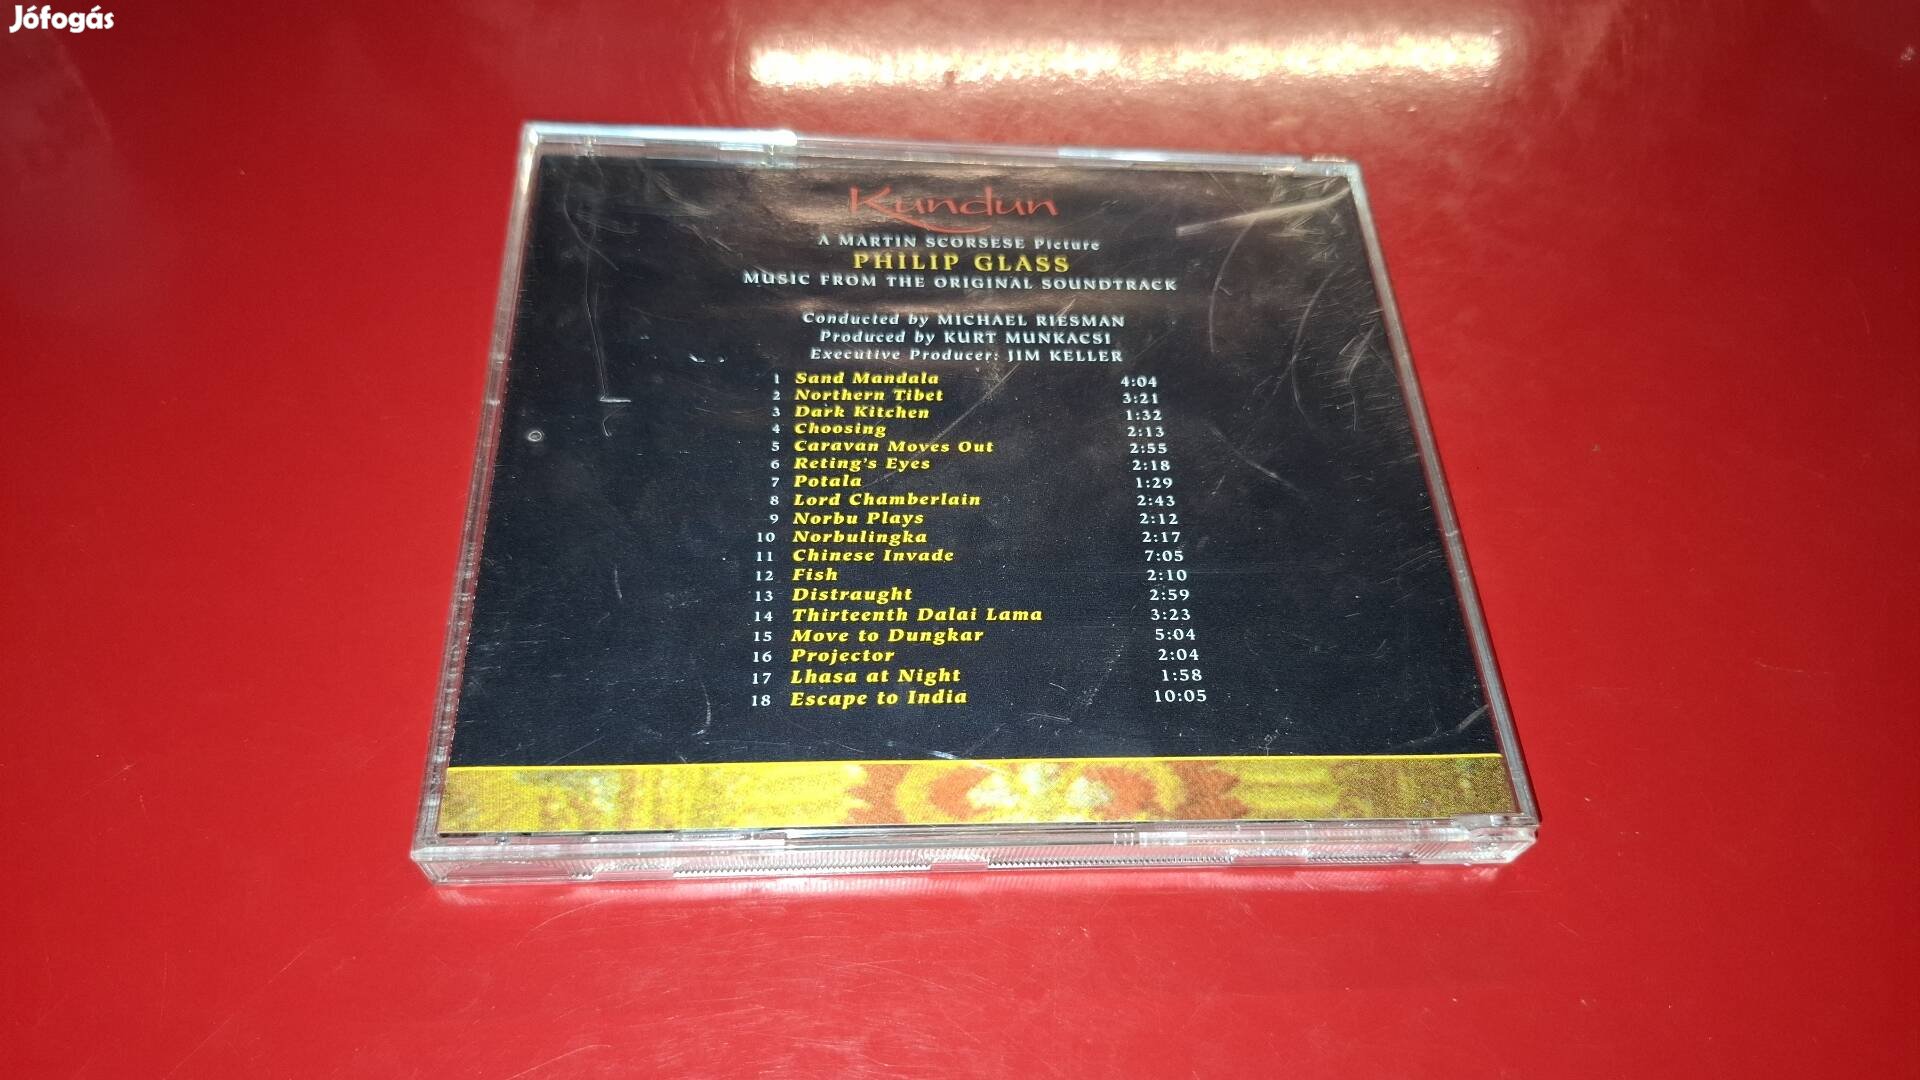 Jófogás
Kundun
A MARTIN SCORSESE Picture
PHILIP GLASS
MUSIC FROM THE ORIGINAL SOUNDTRACK
Conducted by MICHAEL RIESMAN
Produced by KURT MUNKACSI
Executive Producer: JIM KELLER
1 Sand Mandala 4:04
2 Northern Tibet 3:21
3 Dark Kitchen 1:32
4 Choosing 2:13
5 Caravan Moves Out 2:55
6 Reting's Eyes 2:18
7 Potala 1:29
8 Lord Chamberlain 2:43
9 Norbu Plays 2:12
10 Norbulingka 2:17
11 Chinese Invade 7:05
12 Fish 2:10
13 Distraught 2:59
14 Thirteenth Dalai Lama 3:23
15 Move to Dungkar 5:04
16 Projector 2:04
17 Lhasa at Night 1:58
18 Escape to India 10:05